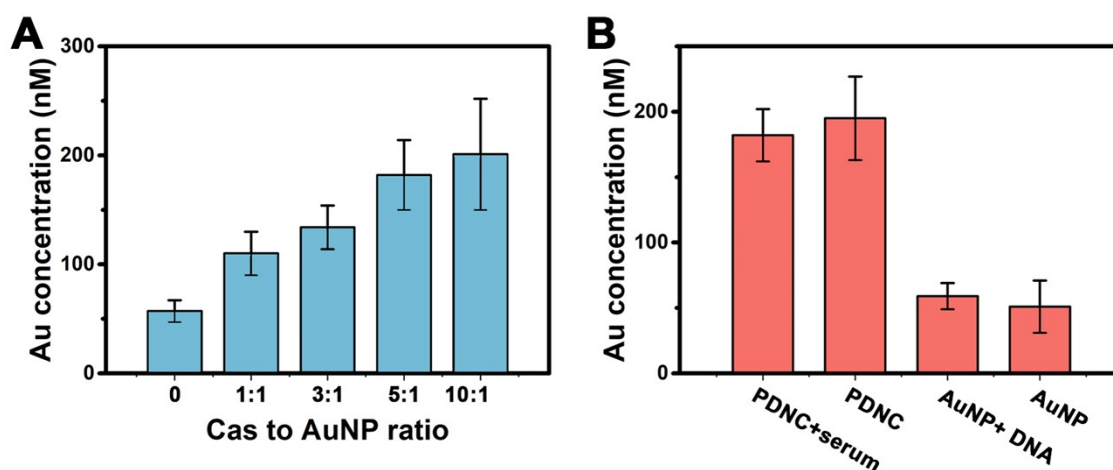 A
Au concentration (nM)
300
200
100
0
0 1:1 3:1 5:1 10:1
Cas to AuNP ratio
B
Au concentration (nM)
200
100
0
PDNC+serum
PDNC
AuNP+ DNA
AuNP